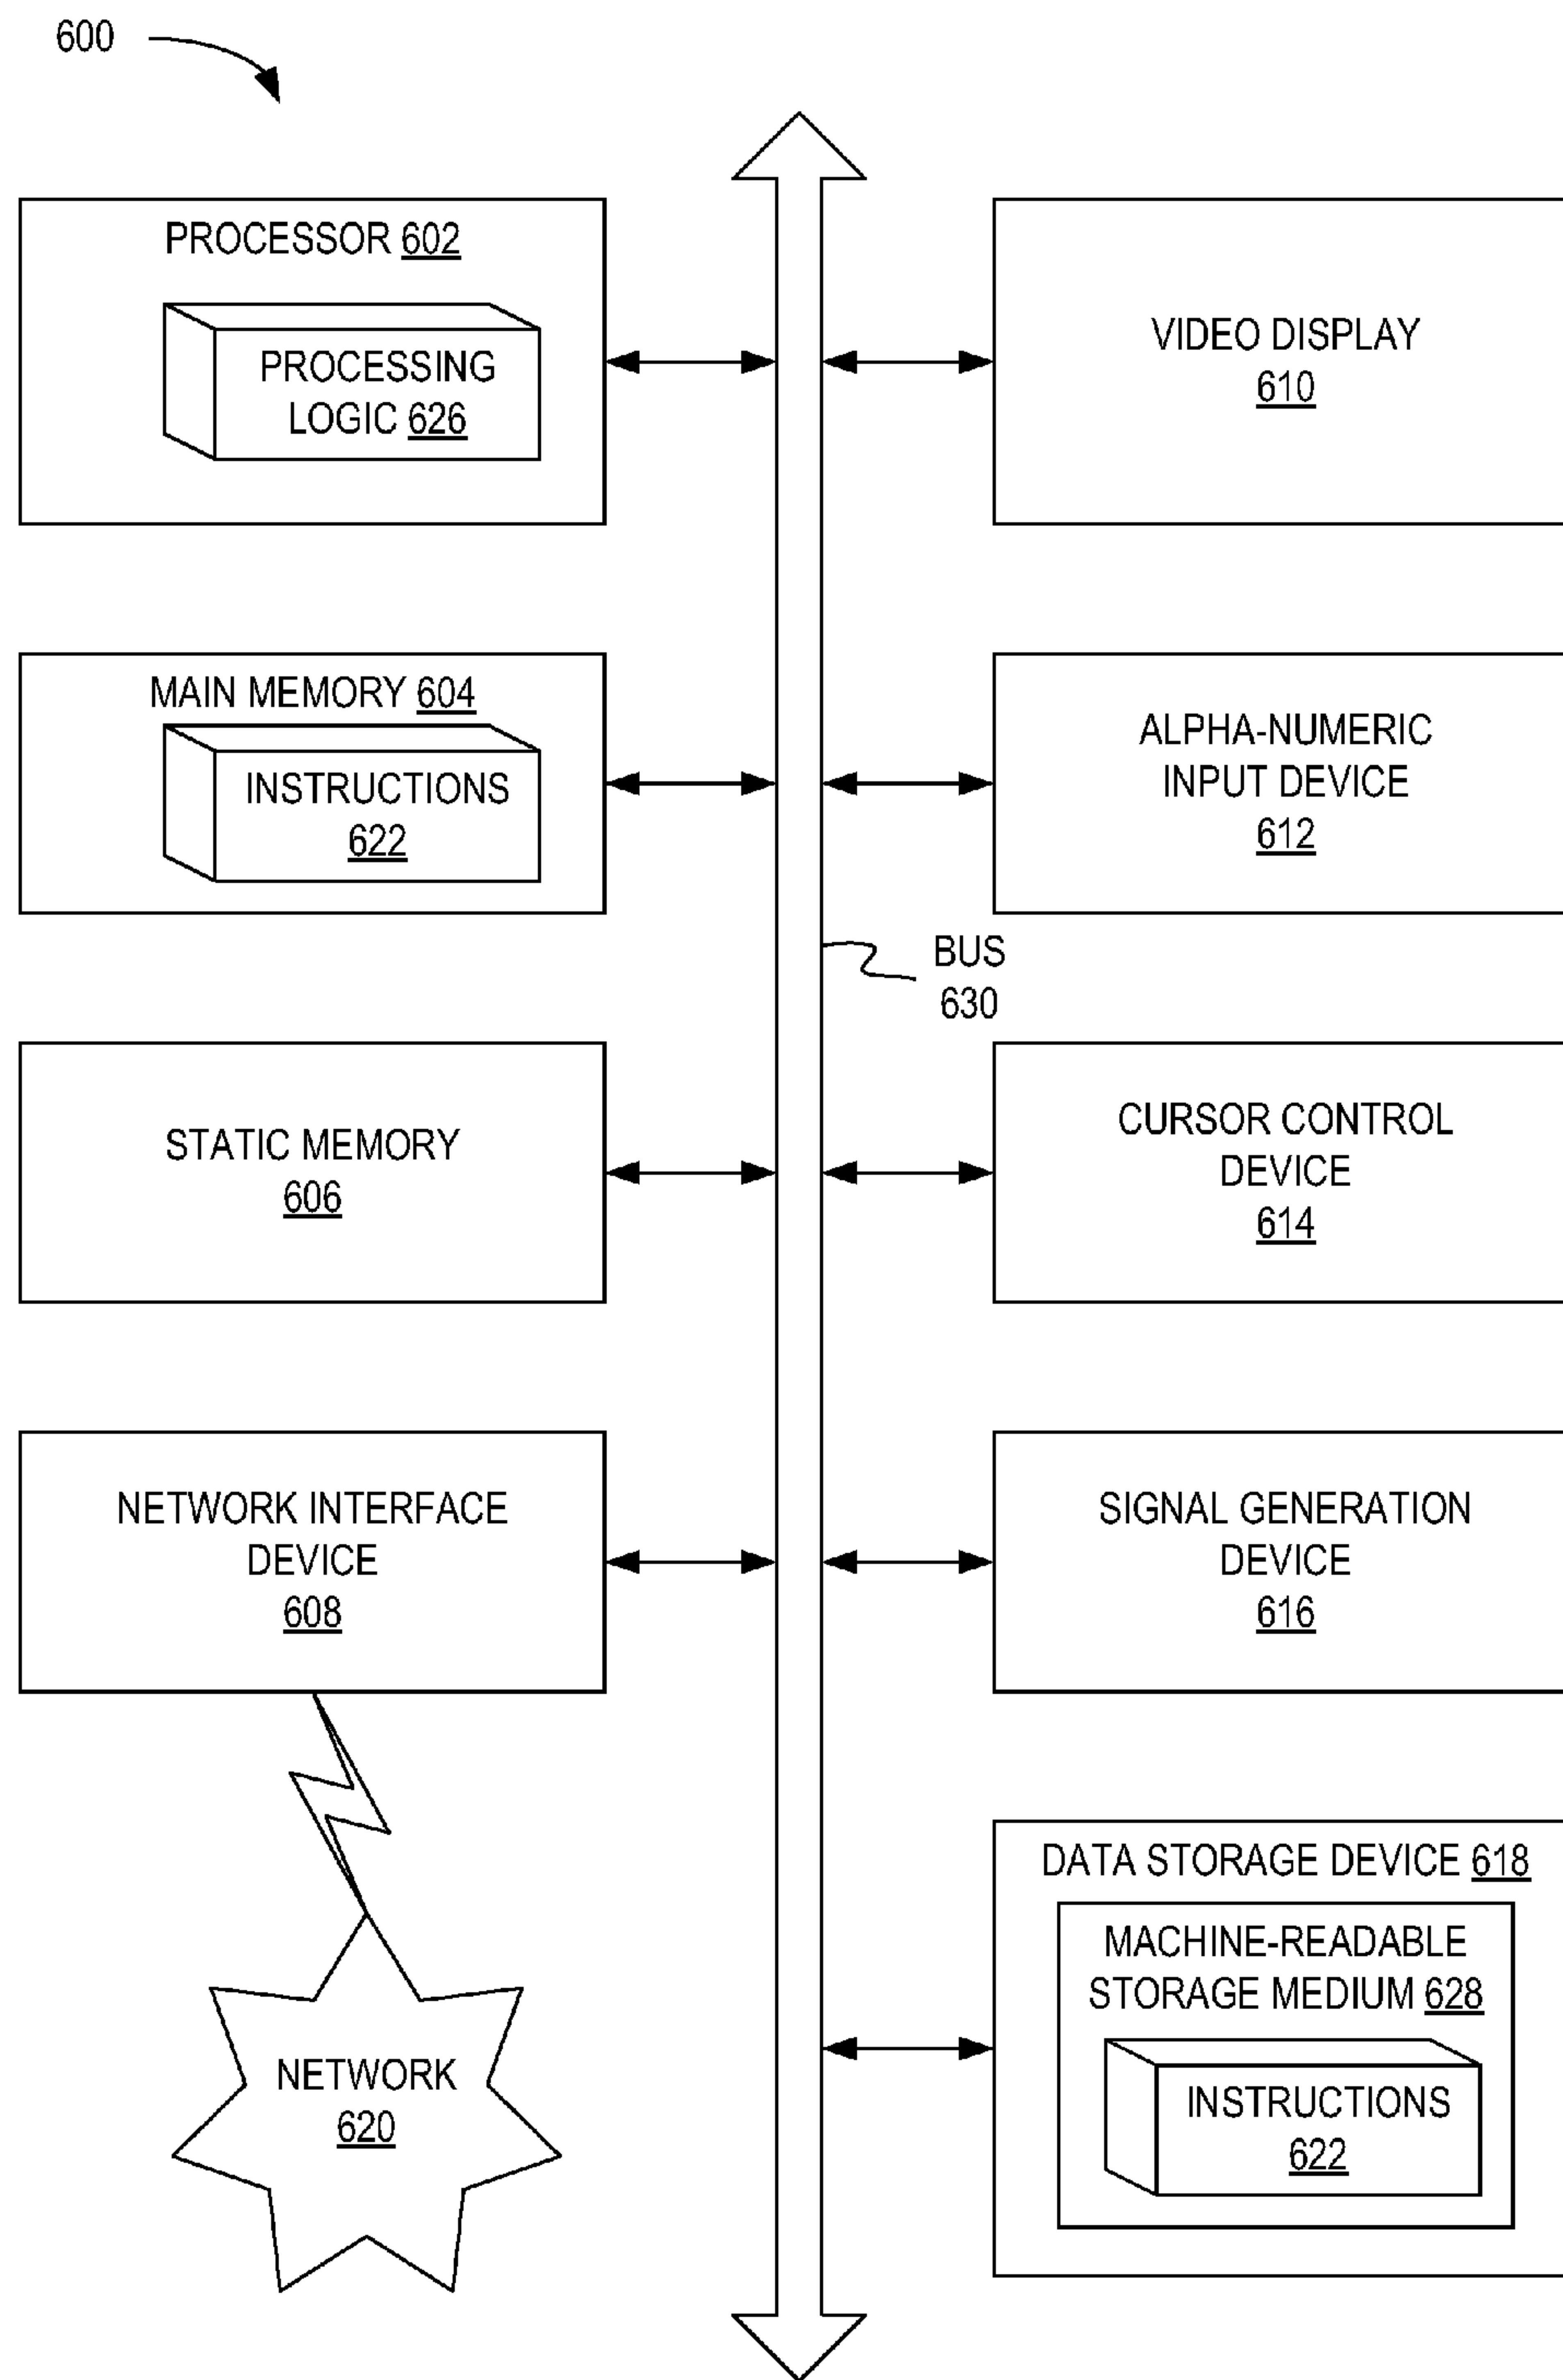 600
PROCESSOR 602
PROCESSING
LOGIC 626
VIDEO DISPLAY
610
MAIN MEMORY 604
INSTRUCTIONS
622
ALPHA-NUMERIC
INPUT DEVICE
612
BUS
630
STATIC MEMORY
606
CURSOR CONTROL
DEVICE
614
NETWORK INTERFACE
DEVICE
608
SIGNAL GENERATION
DEVICE
616
DATA STORAGE DEVICE 618
MACHINE-READABLE
STORAGE MEDIUM 628
INSTRUCTIONS
622
NETWORK
620